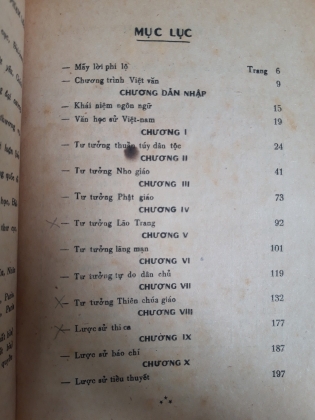 MỤC LỤC
— Mấy lời phi lộ Trang 6
— Chương trình Việt văn 9
CHƯƠNG DẪN NHẬP
— Khái niệm ngôn ngữ 15
— Văn học sử Việt-nam 19
CHƯƠNG I
— Tư tưởng thuần túy dân tộc 24
CHƯƠNG II
— Tư tưởng Nho giáo 41
CHƯƠNG III
— Tư tưởng Phật giáo 73
CHƯƠNG IV
— Tư tưởng Lão Trang 92
CHƯƠNG V
— Tư tưởng lãng mạn 101
CHƯƠNG VI
— Tư tưởng tự do dân chủ 119
CHƯƠNG VII
— Tư tưởng Thiên chúa giáo 132
CHƯƠNG VIII
— Lược sử thi ca 177
CHƯƠNG IX
— Lược sử báo chí 187
CHƯƠNG X
— Lược sử tiểu thuyết 197